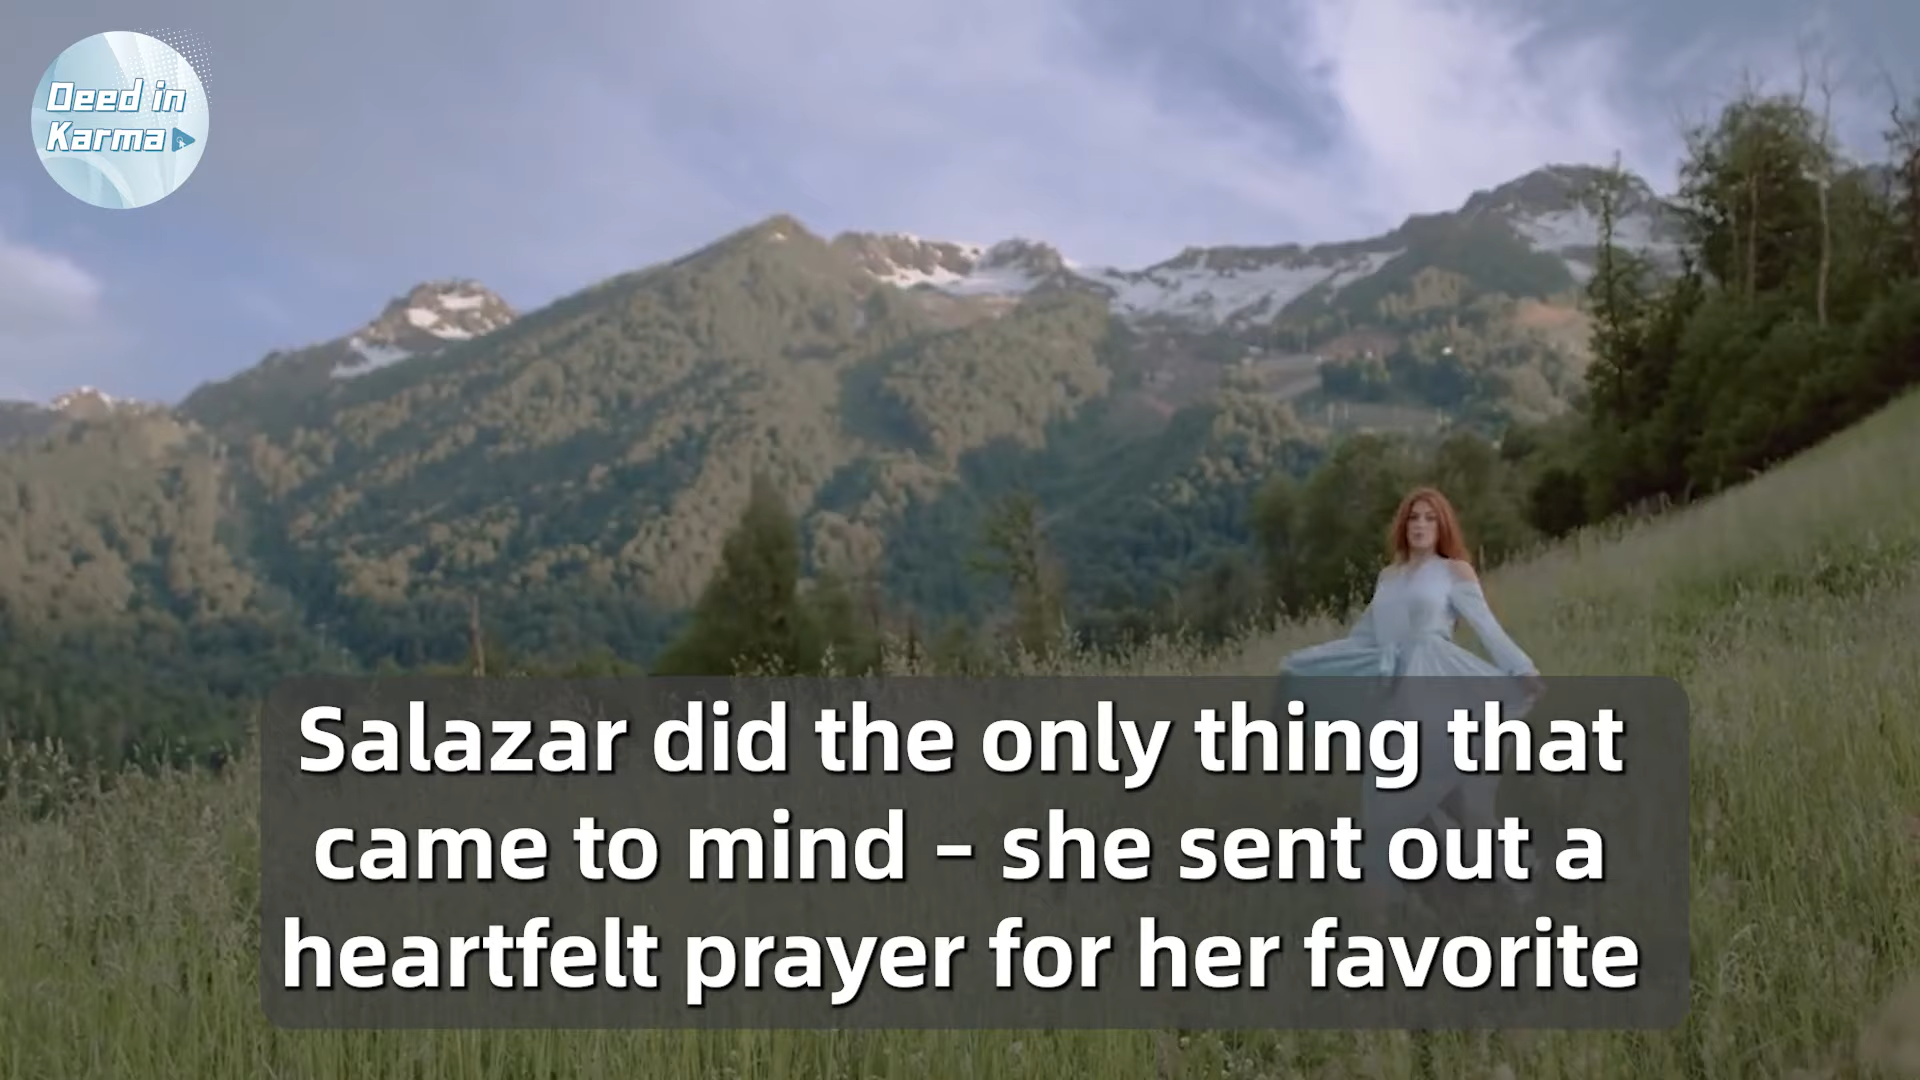 Deed in
Karma
Salazar did the only thing that
came to mind – she sent out a
heartfelt prayer for her favorite